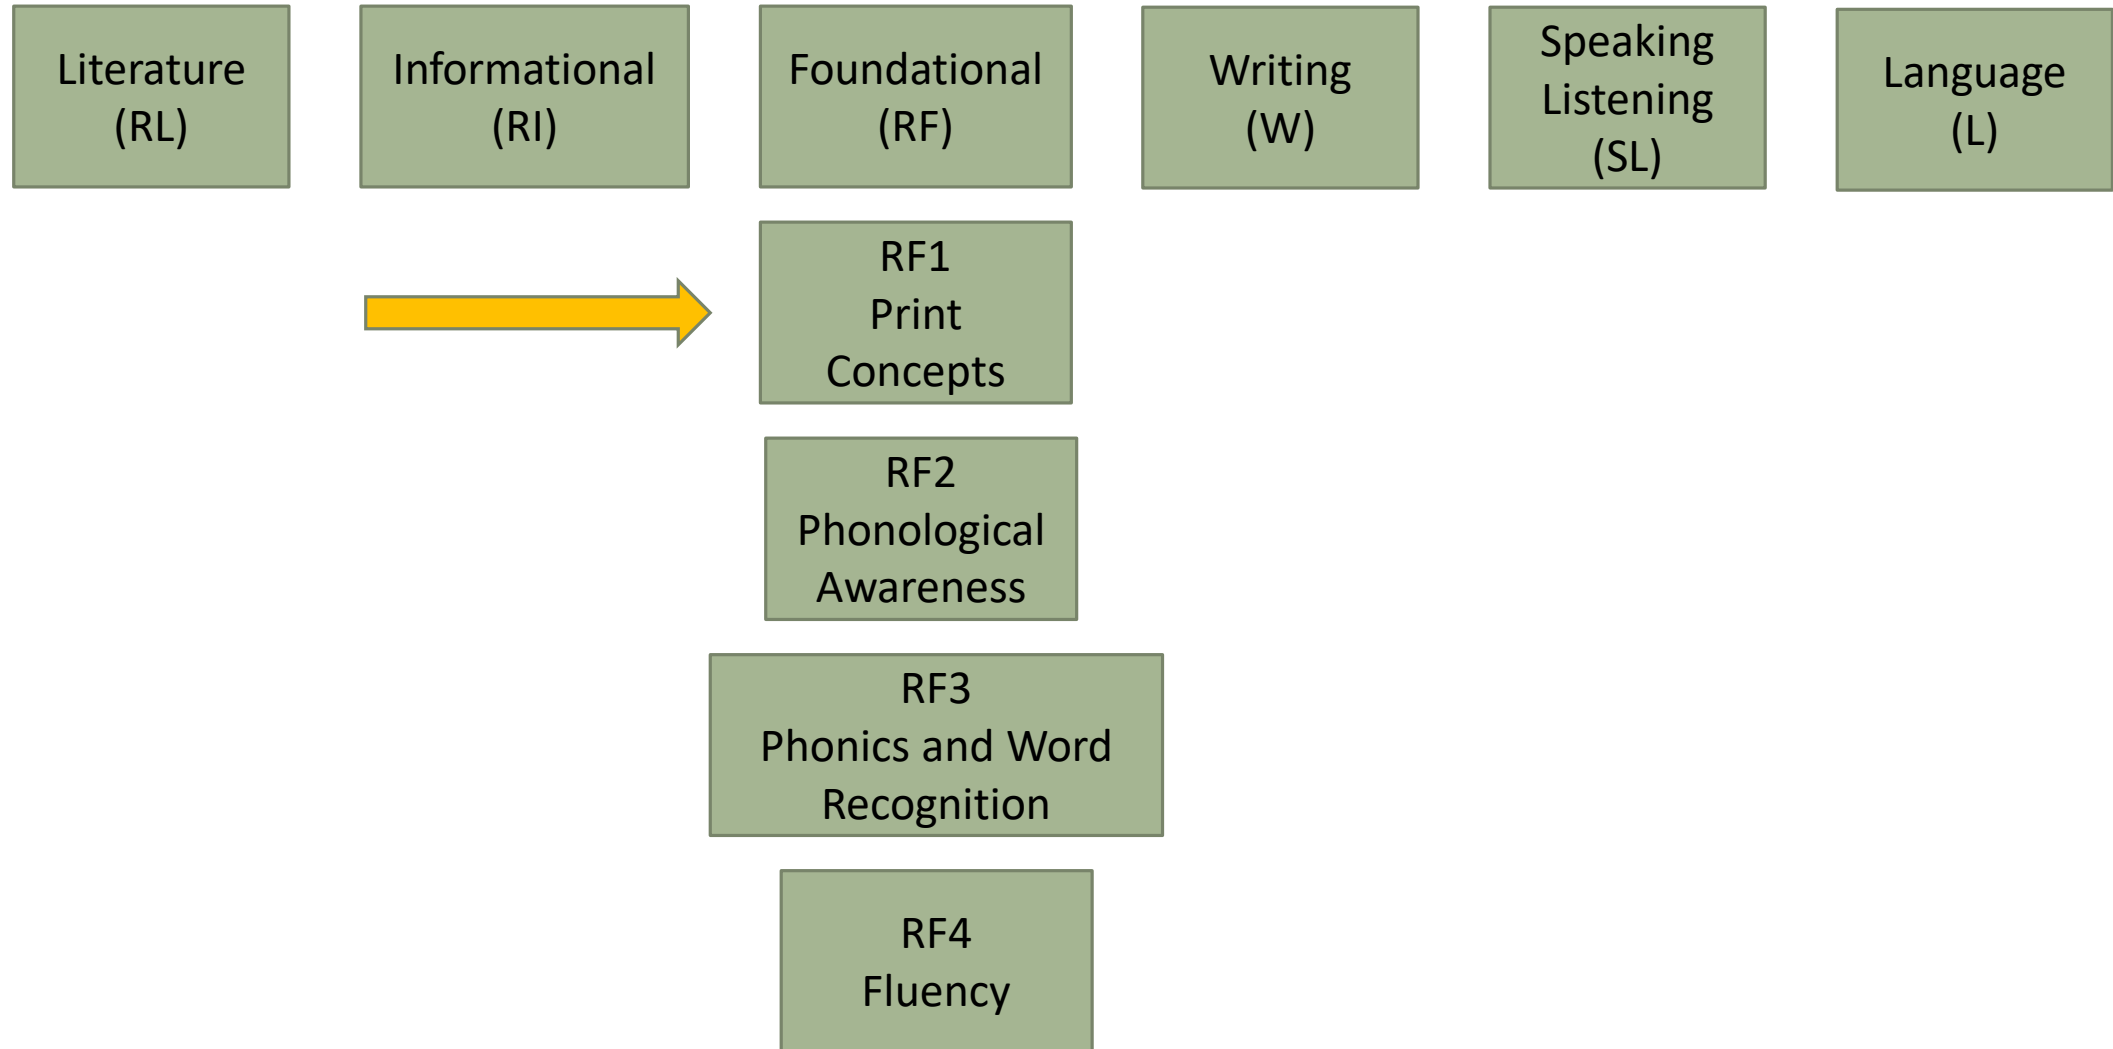 Literature
(RL)
Informational
(RI)
Foundational
(RF)
Writing
(W)
Speaking
Listening
(SL)
Language
(L)
RF1
Print
Concepts
RF2
Phonological
Awareness
RF3
Phonics and Word
Recognition
RF4
Fluency